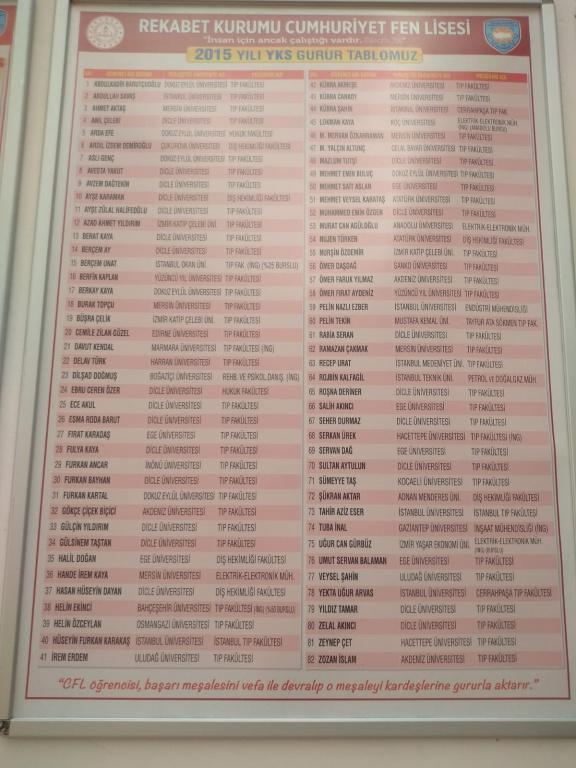 REKABET KURUMU CUMHURİYET FEN LİSESİ
"İnsan için ancak çalıştığı vardır.
2015 YILI YKS GURUR TABLOMUZ
1 ABDULKADİR BARUTÇUOĞLU DOKUZ EYLÜL ÜNİVERSİTESİ TIP FAKÜLTESİ
2 ABDULLAH SAVAŞ İSTANBUL ÜNİVERSİTESİ TIP FAKÜLTESİ
3 AHMET AKTAŞ MERSİN ÜNİVERSİTESİ TIP FAKÜLTESİ
4 ANIL ÇELEBİ DİCLE ÜNİVERSİTESİ TIP FAKÜLTESİ
5 ARDA EFE DOKUZ EYLÜL ÜNİVERSİTESİ HUKUK FAKÜLTESİ
6 ARDIL İZDEM DEMİROĞLU ÇUKUROVA ÜNİVERSİTESİ DİŞ HEKİMLİĞİ FAKÜLTESİ
7 ASLI GENÇ DOKUZ EYLÜL ÜNİVERSİTESİ TIP FAKÜLTESİ
8 AVESTA YAKUT DİCLE ÜNİVERSİTESİ TIP FAKÜLTESİ
9 AVZEM DAĞTEKİN DİCLE ÜNİVERSİTESİ TIP FAKÜLTESİ
10 AYŞE KARAMAN DİCLE ÜNİVERSİTESİ DİŞ HEKİMLİĞİ FAKÜLTESİ
11 AYŞE ZÜLAL HALİFEOĞLU DİCLE ÜNİVERSİTESİ TIP FAKÜLTESİ
12 AZAD AHMET YILDIRIM İZMİR KATİP ÇELEBİ ÜNİ. TIP FAKÜLTESİ
13 BERAT KAYA DİCLE ÜNİVERSİTESİ TIP FAKÜLTESİ
14 BERÇEM AY DİCLE ÜNİVERSİTESİ TIP FAKÜLTESİ
15 BERÇEM UNAT İSTANBUL OKAN ÜNİ TIP FAK. (İNG) (%25 BURSLU)
16 BERFİN KAPLAN YÜZÜNCÜ YIL ÜNİVERSİTESİ TIP FAKÜLTESİ
17 BERKAY KAYA DOKUZ EYLÜL ÜNİVERSİTESİ TIP FAKÜLTESİ
18 BURAK TOPÇU MERSİN ÜNİVERSİTESİ TIP FAKÜLTESİ
19 BÜŞRA ÇELİK İZMİR KATİP ÇELEBİ ÜNİ. TIP FAKÜLTESİ
20 CEMİLE ZİLAN GÖZEL EDİRNE ÜNİVERSİTESİ TIP FAKÜLTESİ
21 DAVUT KENDAL MARMARA ÜNİVERSİTESİ TIP FAKÜLTESİ (İNG)
22 DELAV TÜRK HARRAN ÜNİVERSİTESİ TIP FAKÜLTESİ
23 DİLŞAD DOĞMUŞ BOĞAZİÇİ ÜNİVERSİTESİ REHB. VE PSİKOL.DANIŞ. (İNG)
24 EBRU CEREN ÖZER DİCLE ÜNİVERSİTESİ HUKUK FAKÜLTESİ
25 ECE AKUL DİCLE ÜNİVERSİTESİ TIP FAKÜLTESİ
26 ESMA RODA BARUT DİCLE ÜNİVERSİTESİ TIP FAKÜLTESİ
27 FIRAT KARADAŞ EGE ÜNİVERSİTESİ TIP FAKÜLTESİ
28 FULYA KAYA DİCLE ÜNİVERSİTESİ TIP FAKÜLTESİ
29 FURKAN ANCAR İNÖNÜ ÜNİVERSİTESİ TIP FAKÜLTESİ
30 FURKAN BAYHAN DİCLE ÜNİVERSİTESİ TIP FAKÜLTESİ
31 FURKAN KARTAL DOKUZ EYLÜL ÜNİVERSİTESİ TIP FAKÜLTESİ
32 GÖKÇE ÇİÇEK BİÇİCİ AKDENİZ ÜNİVERSİTESİ TIP FAKÜLTESİ
33 GÜLÇİN YILDIRIM DİCLE ÜNİVERSİTESİ TIP FAKÜLTESİ
34 GÜLSİNEM TAŞTAN DİCLE ÜNİVERSİTESİ TIP FAKÜLTESİ
35 HALİL DOĞAN EGE ÜNİVERSİTESİ DİŞ HEKİMLİĞİ FAKÜLTESİ
36 HANDE İREM KAYA MERSİN ÜNİVERSİTESİ ELEKTRİK-ELEKTRONİK MÜH.
37 HASAN HÜSEYİN DAYAN DİCLE ÜNİVERSİTESİ DİŞ HEKİMLİĞİ FAKÜLTESİ
38 HELİN EKİNCİ BAHÇEŞEHİR ÜNİVERSİTESİ TIP FAKÜLTESİ (İNG) (%50 BURSLU)
39 HELİN ÖZCEYLAN OSMANGAZİ ÜNİVERSİTESİ TIP FAKÜLTESİ
40 HÜSEYİN FURKAN KARAKAŞ İSTANBUL ÜNİVERSİTESİ İSTANBUL TIP FAKÜLTESİ
41 İREM ERDEM ULUDAĞ ÜNİVERSİTESİ TIP FAKÜLTESİ
42 KÜBRA AKDENİZ ÜNİVERSİTESİ TIP FAKÜLTESİ
43 KÜBRA CANADY MERSİN ÜNİVERSİTESİ TIP FAKÜLTESİ
44 KÜBRA ŞAHİN İSTANBUL ÜNİVERSİTESİ CERRAHPAŞA TIP FAK.
45 LOKMAN KAYA KOÇ ÜNİVERSİTESİ ELEKTRİK-ELEKTRONİK MÜH. (İNG) (ANADOLU BURSU)
46 M. MERDAN ÖZKAHRAMAN MERSİN ÜNİVERSİTESİ TIP FAKÜLTESİ
47 M. YALÇIN ALTUNÇ CELAL BAYAR ÜNİVERSİTESİ TIP FAKÜLTESİ
48 MAZLUM TUTŞİ DİCLE ÜNİVERSİTESİ TIP FAKÜLTESİ
49 MEHMET EMİN BULUÇ DİCLE ÜNİVERSİTESİ TIP FAKÜLTESİ
50 MEHMET SAİT ASLAN EGE ÜNİVERSİTESİ TIP FAKÜLTESİ
51 MEHMET VEYSEL KARATAŞ ATATÜRK ÜNİVERSİTESİ TIP FAKÜLTESİ
52 MUHAMMED EMİN ÖZGEN DİCLE ÜNİVERSİTESİ TIP FAKÜLTESİ
53 MURAT CAN AGÜLOĞLU ANADOLU ÜNİVERSİTESİ ELEKTRİK-ELEKTRONİK MÜH.
54 NUJEN TÜRKEN ATATÜRK ÜNİVERSİTESİ DİŞ HEKİMLİĞİ FAKÜLTESİ
55 NURŞİN ÖZDEMİR İZMİR KATİP ÇELEBİ ÜNİ. TIP FAKÜLTESİ
56 ÖMER DAŞDAĞ SANKO ÜNİVERSİTESİ TIP FAKÜLTESİ
57 ÖMER FARUK YILMAZ AKDENİZ ÜNİVERSİTESİ TIP FAKÜLTESİ
58 ÖMER FIRAT AYDENİZ YÜZÜNCÜ YIL ÜNİVERSİTESİ TIP FAKÜLTESİ
59 PELİN NAZLI EZBER İSTANBUL ÜNİVERSİTESİ ENDÜSTRİ MÜHENDİSLİĞİ
60 PELİN TEKİN MUSTAFA KEMAL ÜNİ. TAYFUR ATA SÖKMEN TIP FAK.
61 RABİA SERAN DİCLE ÜNİVERSİTESİ TIP FAKÜLTESİ
62 RAMAZAN ÇAKMAK MERSİN ÜNİVERSİTESİ TIP FAKÜLTESİ
63 RECEP URAT İSTANBUL MEDENİYET ÜNİ. TIP FAKÜLTESİ
64 ROJBİN KALFAGİL İSTANBUL TEKNİK ÜNİ. PETROL ve DOĞALGAZ MÜH.
65 ROŞNA DERİNER DİCLE ÜNİVERSİTESİ TIP FAKÜLTESİ
66 SALİH AKINCI EGE ÜNİVERSİTESİ TIP FAKÜLTESİ
67 SEHER DURMAZ DİCLE ÜNİVERSİTESİ TIP FAKÜLTESİ
68 SERKAN ÜREK HACETTEPE ÜNİVERSİTESİ TIP FAKÜLTESİ (İNG)
69 SERVAN DAĞ EGE ÜNİVERSİTESİ TIP FAKÜLTESİ
70 SULTAN AYTULUN DİCLE ÜNİVERSİTESİ TIP FAKÜLTESİ
71 SÜMEYYE TAŞ KOCAELİ ÜNİVERSİTESİ TIP FAKÜLTESİ
72 ŞÜKRAN AKTAR ADNAN MENDERES ÜNİ. DİŞ HEKİMLİĞİ FAKÜLTESİ
73 TAHİR AZİZ ESER İSTANBUL ÜNİVERSİTESİ İSTANBUL TIP FAKÜLTESİ
74 TUBA İNAL GAZİANTEP ÜNİVERSİTESİ İNŞAAT MÜHENDİSLİĞİ (İNG)
75 UĞUR CAN GÜRBÜZ İZMİR YAŞAR EKONOMİ ÜNİ. ELEKTRİK-ELEKTRONİK MÜH. (İNG) (BURSLU)
76 UMUT SERVAN BALAMAN EGE ÜNİVERSİTESİ TIP FAKÜLTESİ
77 VEYSEL ŞAHİN ULUDAĞ ÜNİVERSİTESİ TIP FAKÜLTESİ
78 YEKTA UĞUR ARVAS İSTANBUL ÜNİVERSİTESİ CERRAHPAŞA TIP FAKÜLTESİ
79 YILDIZ TAMAR DİCLE ÜNİVERSİTESİ TIP FAKÜLTESİ
80 ZELAL AKINCI DİCLE ÜNİVERSİTESİ TIP FAKÜLTESİ
81 ZEYNEP ÇET HACETTEPE ÜNİVERSİTESİ TIP FAKÜLTESİ
82 ZOZAN İSLAM AKDENİZ ÜNİVERSİTESİ TIP FAKÜLTESİ
"CFL öğrencisi, başarı meşalesini vefa ile devralıp o meşaleyi kardeşlerine gururla aktarır."